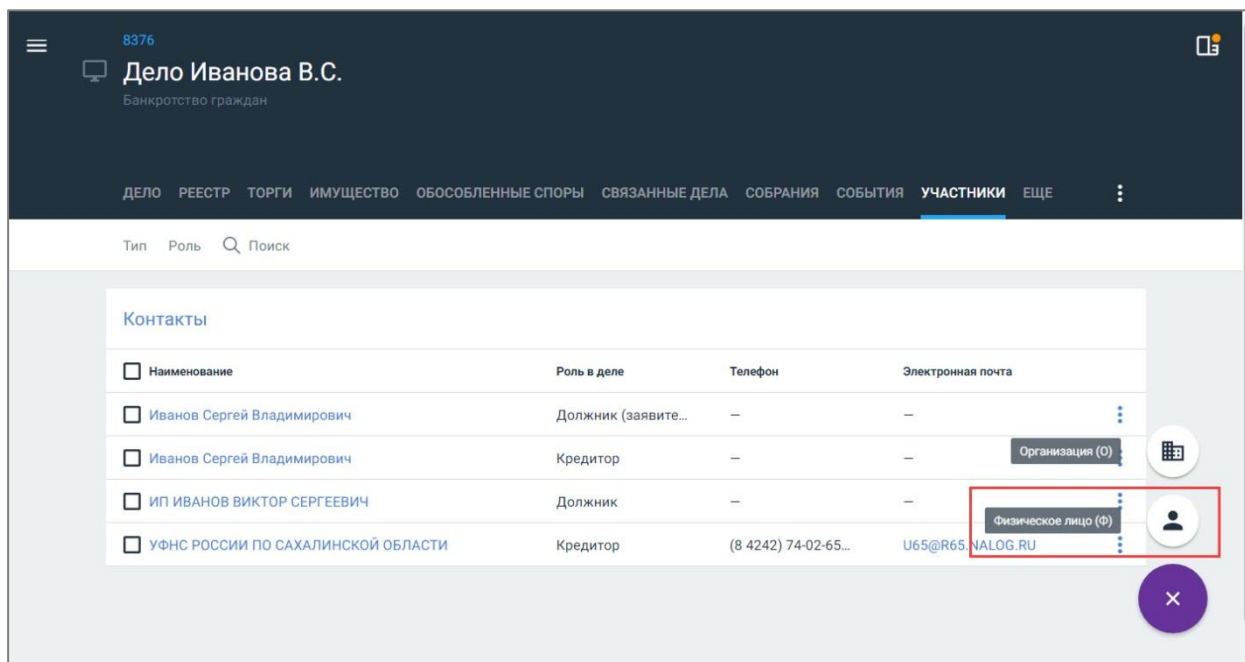 8376
Дело Иванова В.С.
Банкротство граждан
ДЕЛО РЕЕСТР ТОРГИ ИМУЩЕСТВО ОБОСОБЛЕННЫЕ СПОРЫ СВЯЗАННЫЕ ДЕЛА СОБРАНИЯ СОБЫТИЯ УЧАСТНИКИ ЕЩЕ
Тип Роль Поиск
Контакты
Наименование Роль в деле Телефон Электронная почта
Иванов Сергей Владимирович Должник (заявите... — —
Иванов Сергей Владимирович Кредитор — — Организация (О)
ИП ИВАНОВ ВИКТОР СЕРГЕЕВИЧ Должник — —
Физическое лицо (Ф)
УФНС РОССИИ ПО САХАЛИНСКОЙ ОБЛАСТИ Кредитор (8 4242) 74-02-65... U65@R65.NALOG.RU